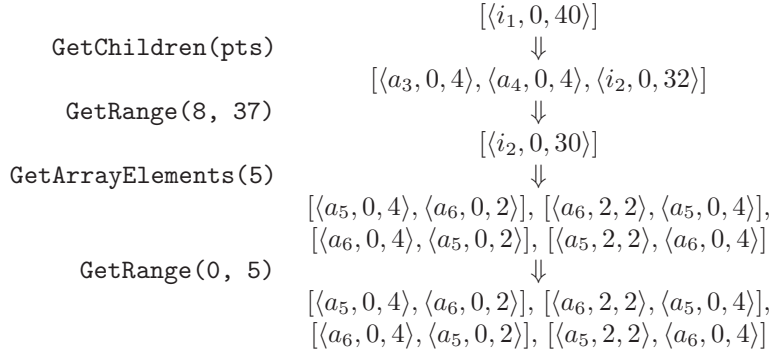 [⟨i₁, 0, 40⟩]
GetChildren(pts) ⇓
[⟨a₃, 0, 4⟩, ⟨a₄, 0, 4⟩, ⟨i₂, 0, 32⟩]
GetRange(8, 37) ⇓
[⟨i₂, 0, 30⟩]
GetArrayElements(5) ⇓
[⟨a₅, 0, 4⟩, ⟨a₆, 0, 2⟩], [⟨a₆, 2, 2⟩, ⟨a₅, 0, 4⟩],
[⟨a₆, 0, 4⟩, ⟨a₅, 0, 2⟩], [⟨a₅, 2, 2⟩, ⟨a₆, 0, 4⟩]
GetRange(0, 5) ⇓
[⟨a₅, 0, 4⟩, ⟨a₆, 0, 2⟩], [⟨a₆, 2, 2⟩, ⟨a₅, 0, 4⟩],
[⟨a₆, 0, 4⟩, ⟨a₅, 0, 2⟩], [⟨a₅, 2, 2⟩, ⟨a₆, 0, 4⟩]